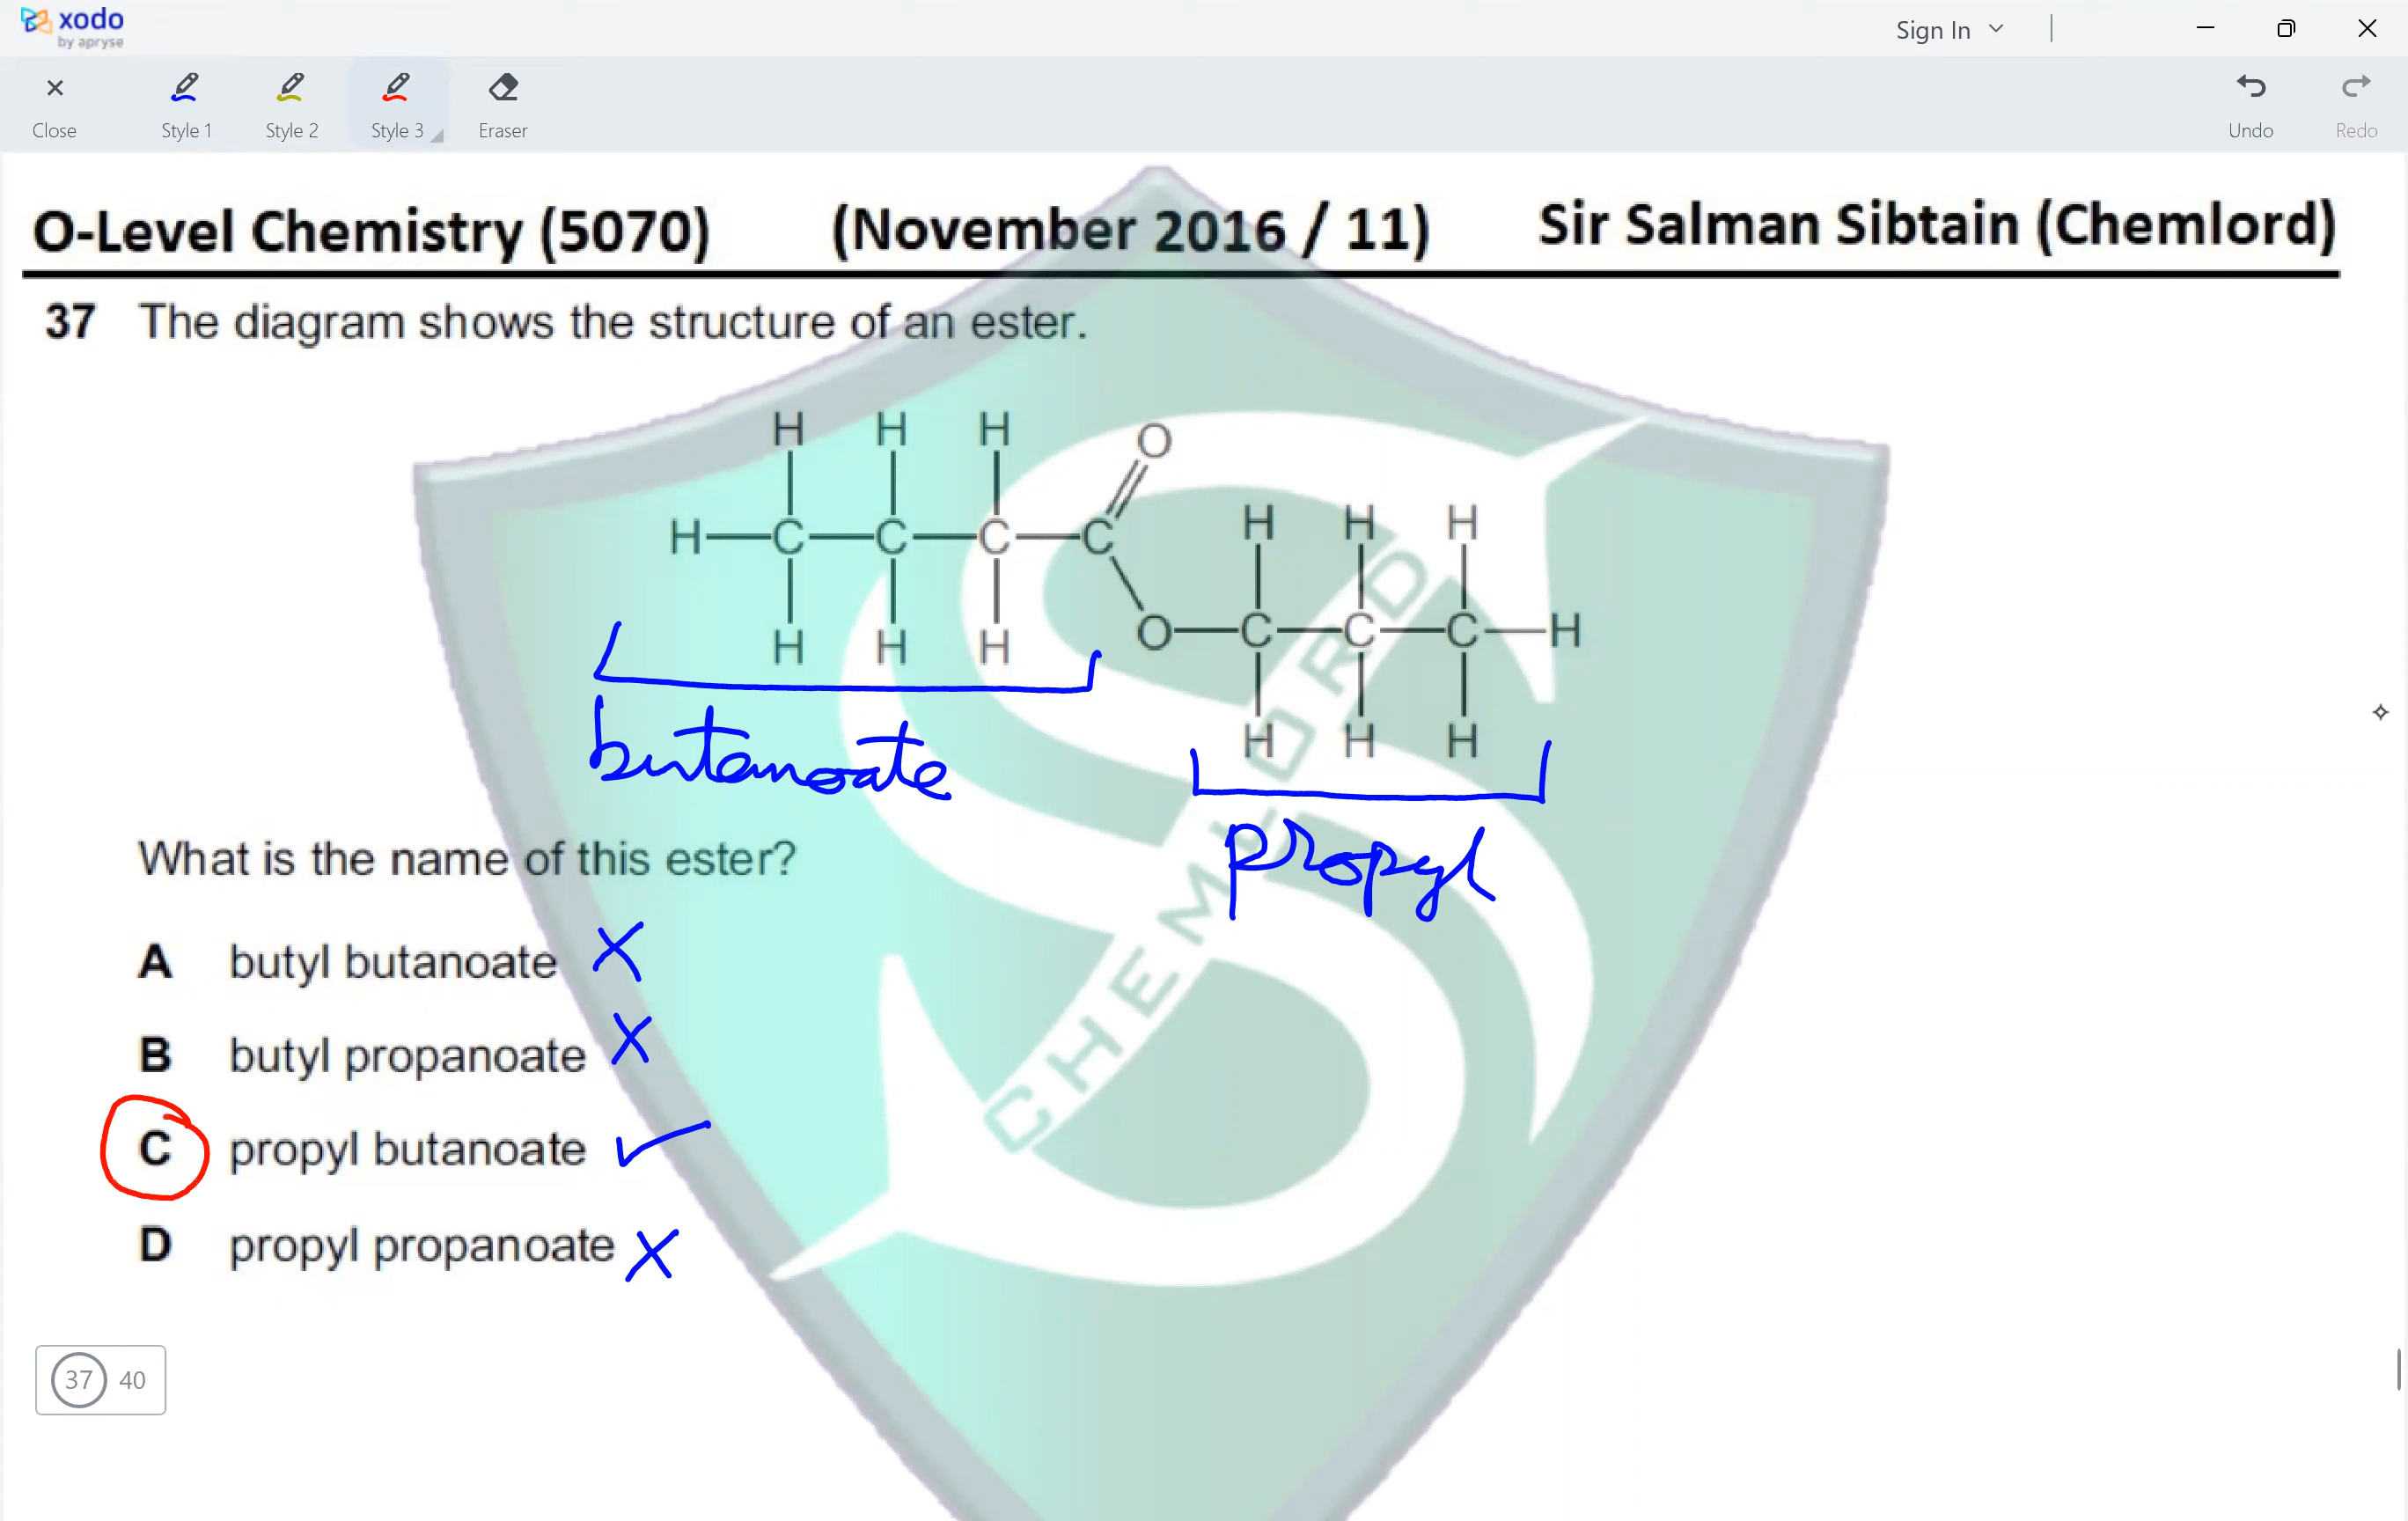 xodo
by apryse
Sign In
Close
Style 1
Style 2
Style 3
Eraser
Undo
Redo
O-Level Chemistry (5070) (November 2016 / 11) Sir Salman Sibtain (Chemlord)
37 The diagram shows the structure of an ester.
H H H O
H C C C C H H H
H H H O C C C H
H H H
butanoate
propyl
What is the name of this ester?
A butyl butanoate X
B butyl propanoate X
C propyl butanoate ✓
D propyl propanoate X
CHEMLORD
37 40